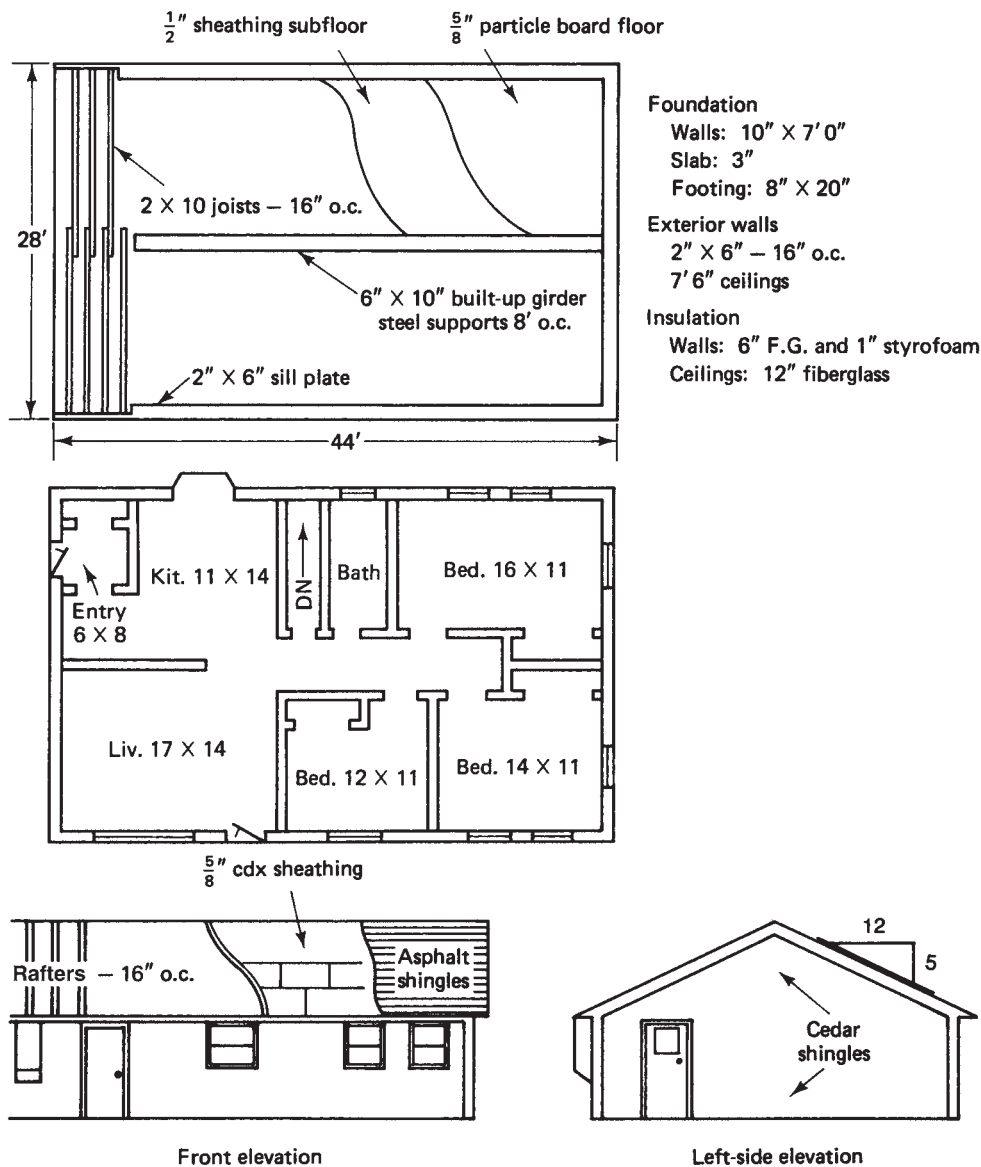 1/2" sheathing subfloor
5/8" particle board floor
2 X 10 joists – 16" o.c.
28'
6" X 10" built-up girder
steel supports 8' o.c.
2" X 6" sill plate
44'
Foundation
Walls: 10" X 7' 0"
Slab: 3"
Footing: 8" X 20"
Exterior walls
2" X 6" – 16" o.c.
7' 6" ceilings
Insulation
Walls: 6" F.G. and 1" styrofoam
Ceilings: 12" fiberglass
Entry
6 X 8
Kit. 11 X 14
DN
Bath
Bed. 16 X 11
Liv. 17 X 14
Bed. 12 X 11
Bed. 14 X 11
5/8" cdx sheathing
Rafters – 16" o.c.
Asphalt
shingles
Front elevation
12
5
Cedar
shingles
Left-side elevation